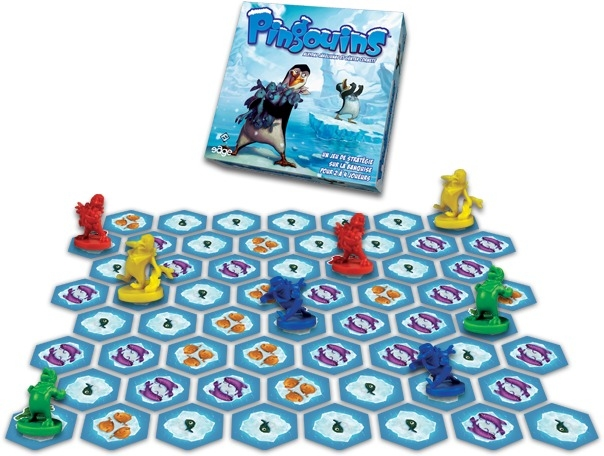 Pingouins
edge
UN JEU DE STRATÉGIE
SUR LA BANQUISE
POUR 2 À 4 JOUEURS